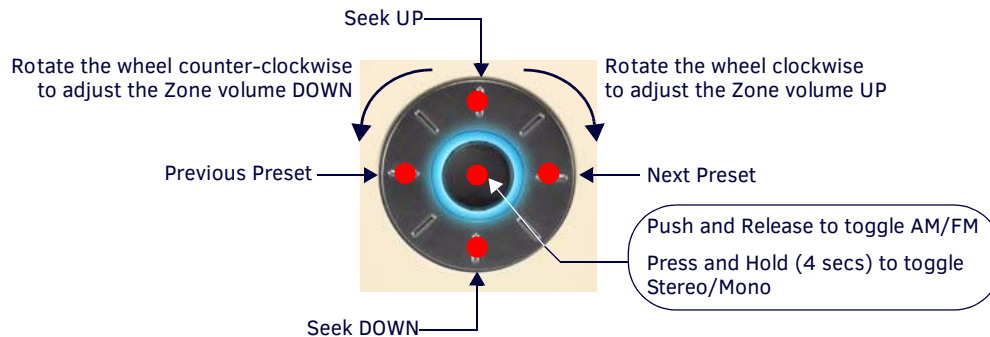 Seek UP
Rotate the wheel counter-clockwise
to adjust the Zone volume DOWN
Rotate the wheel clockwise
to adjust the Zone volume UP
Previous Preset
Next Preset
Push and Release to toggle AM/FM
Press and Hold (4 secs) to toggle
Stereo/Mono
Seek DOWN